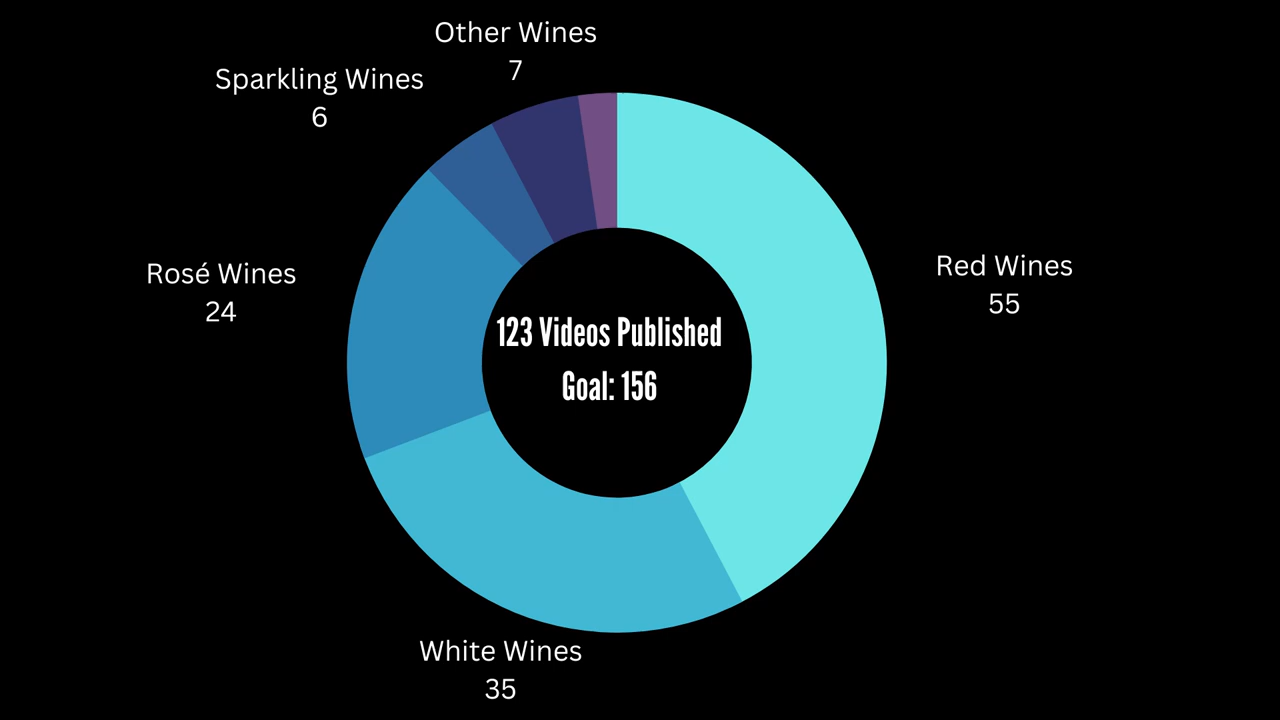 Other Wines
7
Sparkling Wines
6
Rosé Wines
24
Red Wines
55
123 Videos Published
Goal: 156
White Wines
35